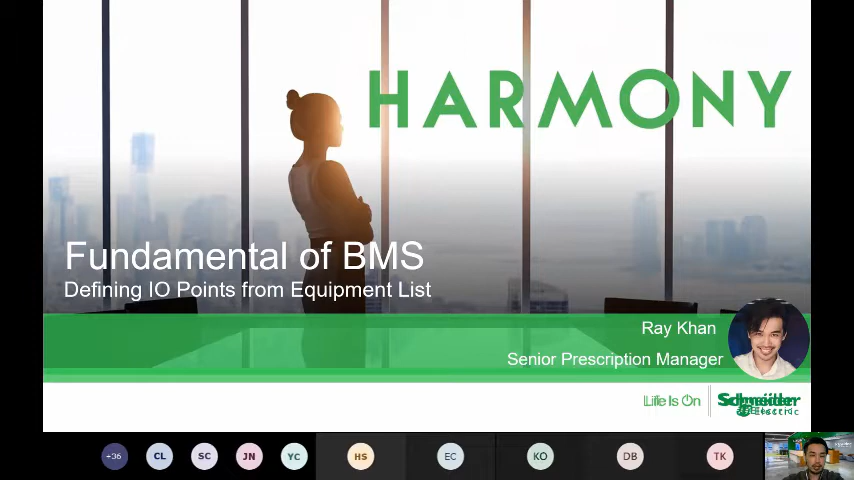 HARMONY
Fundamental of BMS
Defining IO Points from Equipment List
Ray Khan
Senior Prescription Manager
Life Is On
Schneider
Electric
+36
CL
SC
JN
YC
HS
EC
KO
DB
TK